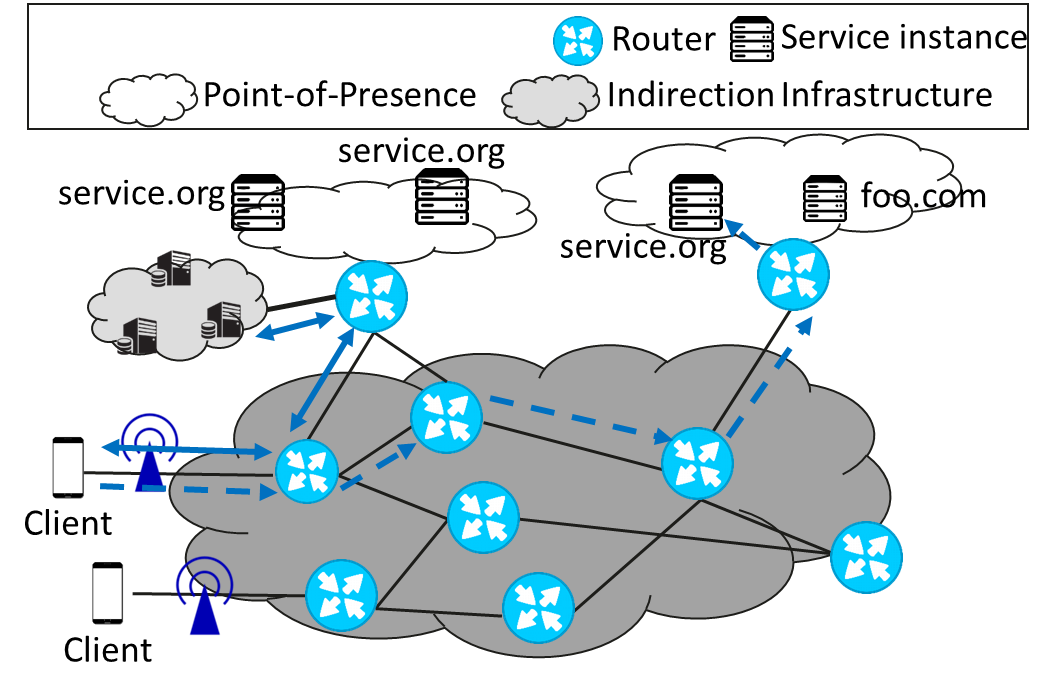 Router
Service instance
Point-of-Presence
Indirection Infrastructure
service.org
service.org
service.org
foo.com
Client
Client